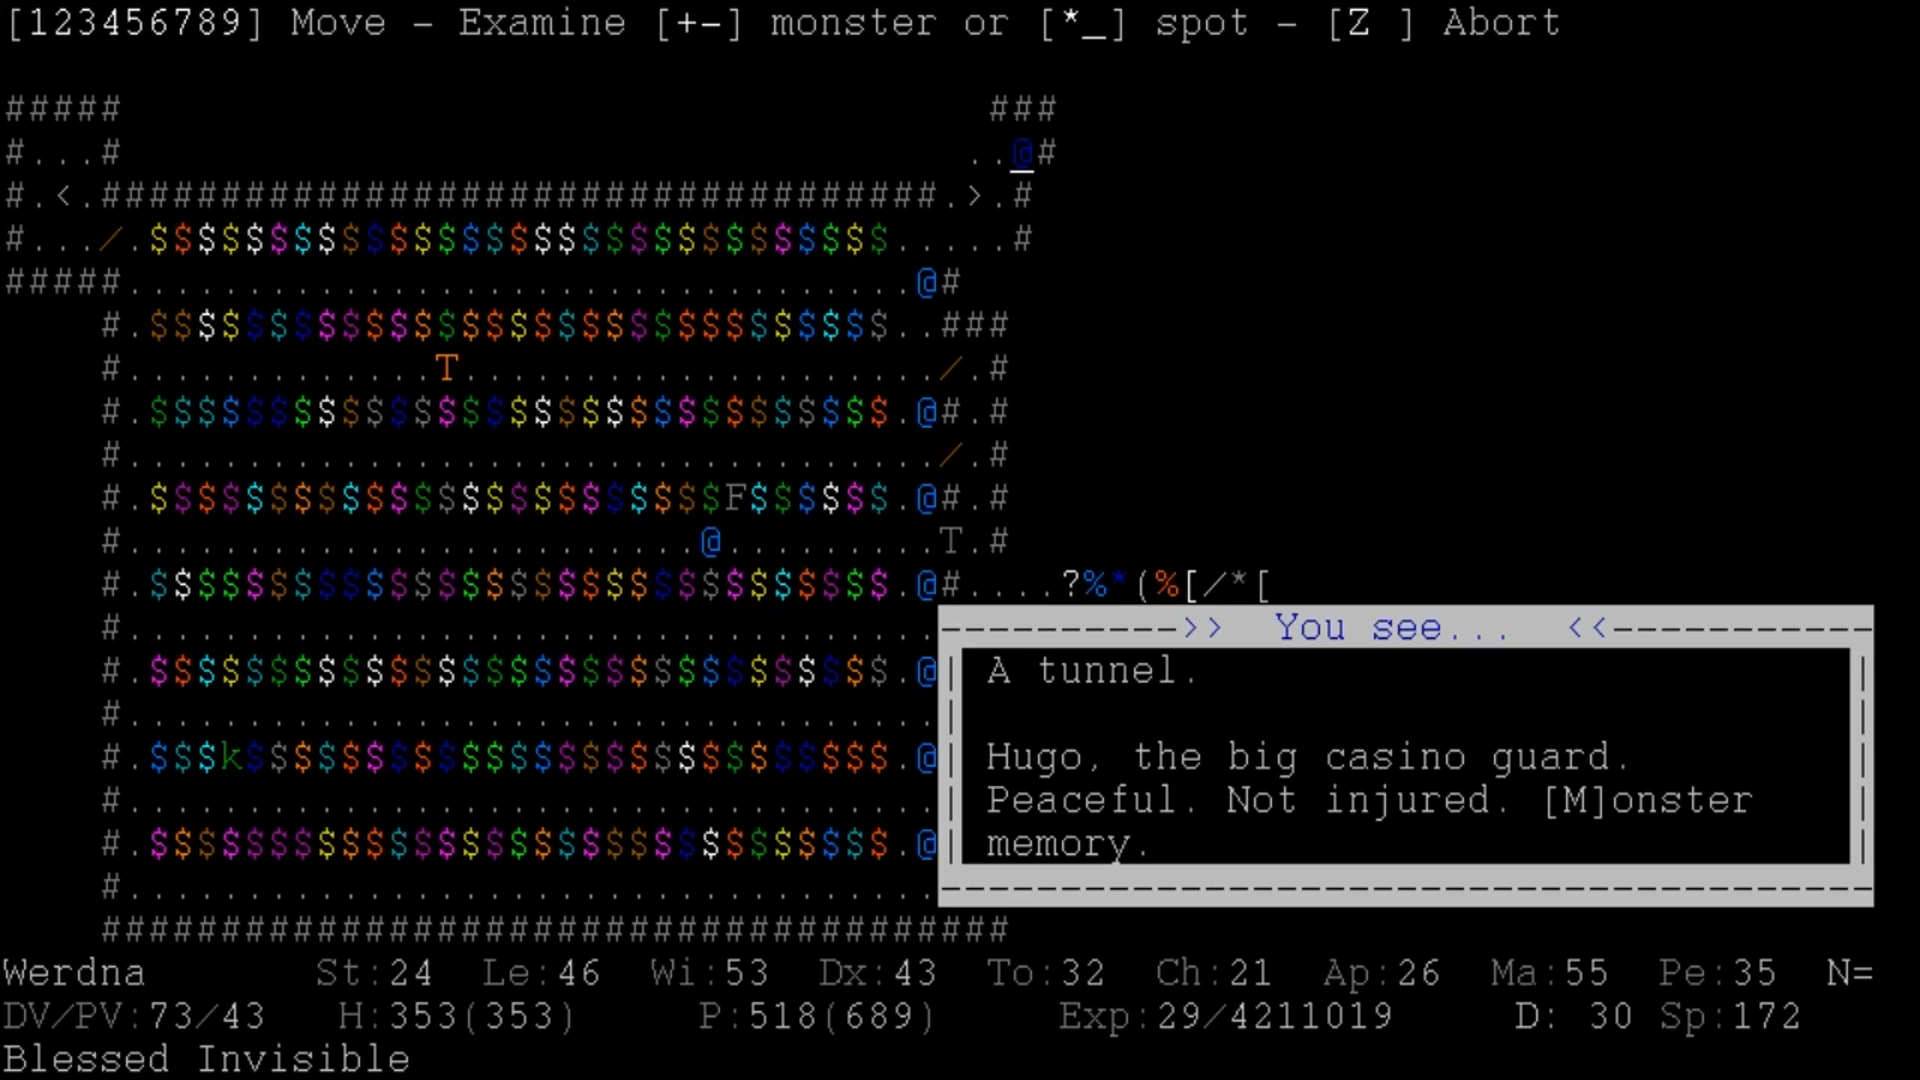 [123456789] Move - Examine [+-] monster or [*_] spot - [Z ] Abort
##### ###
#...# ..@#
#.<.###################################.>.#
#.../.$$$$$$$$$$$$$$$$$$$$$$$$$$$$$$$.....#
#####.................................@#
#.$$$$$$$$$$$$$$$$$$$$$$$$$$$$$$$..###
#.............T..................../.#
#.$$$$$$$$$$$$$$$$$$$$$$$$$$$$$$$.@#.#
#................................../.#
#.$$$$$$$$$$$$$$$$$$$$$$$$F$$$$$$.@#.#
#........................@.........T.#
#.$$$$$$$$$$$$$$$$$$$$$$$$$$$$$$$.@#....?%*(%[/*[
#..................................
#.$$$$$$$$$$$$$$$$$$$$$$$$$$$$$$$.@
#..................................
#.$$$k$$$$$$$$$$$$$$$$$$$$$$$$$$$.@
#..................................
#.$$$$$$$$$$$$$$$$$$$$$$$$$$$$$$$.@
#..................................
######################################
>> You see... <<
A tunnel.
Hugo, the big casino guard.
Peaceful. Not injured. [M]onster
memory.
Werdna St:24 Le:46 Wi:53 Dx:43 To:32 Ch:21 Ap:26 Ma:55 Pe:35 N=
DV/PV:73/43 H:353(353) P:518(689) Exp:29/4211019 D: 30 Sp:172
Blessed Invisible